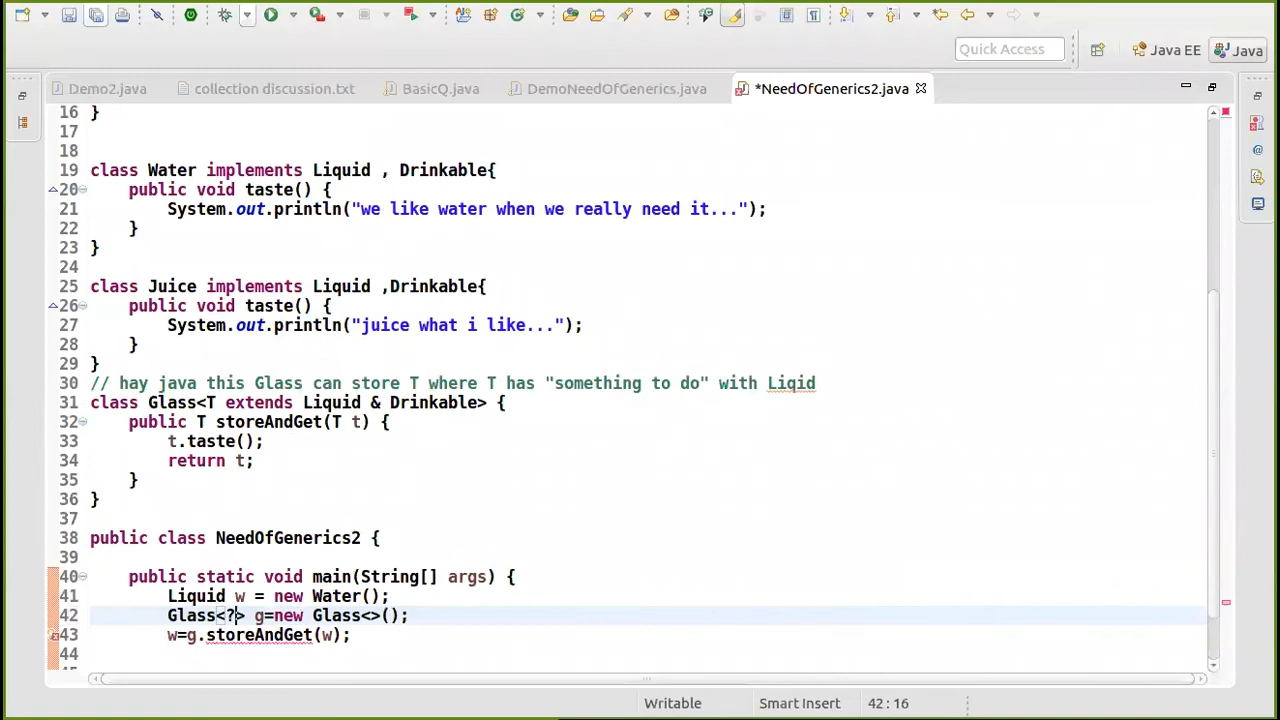 Quick Access
Java EE
Java
Demo2.java
collection discussion.txt
BasicQ.java
DemoNeedOfGenerics.java
*NeedOfGenerics2.java
16 }
17
18
19 class Water implements Liquid , Drinkable{
20 public void taste() {
21 System.out.println("we like water when we really need it...");
22 }
23 }
24
25 class Juice implements Liquid ,Drinkable{
26 public void taste() {
27 System.out.println("juice what i like...");
28 }
29 }
30 // hay java this Glass can store T where T has "something to do" with Liqid
31 class Glass<T extends Liquid & Drinkable> {
32 public T storeAndGet(T t) {
33 t.taste();
34 return t;
35 }
36 }
37
38 public class NeedOfGenerics2 {
39
40 public static void main(String[] args) {
41 Liquid w = new Water();
42 Glass<?> g=new Glass<>();
43 w=g.storeAndGet(w);
44
Writable
Smart Insert
42 : 16